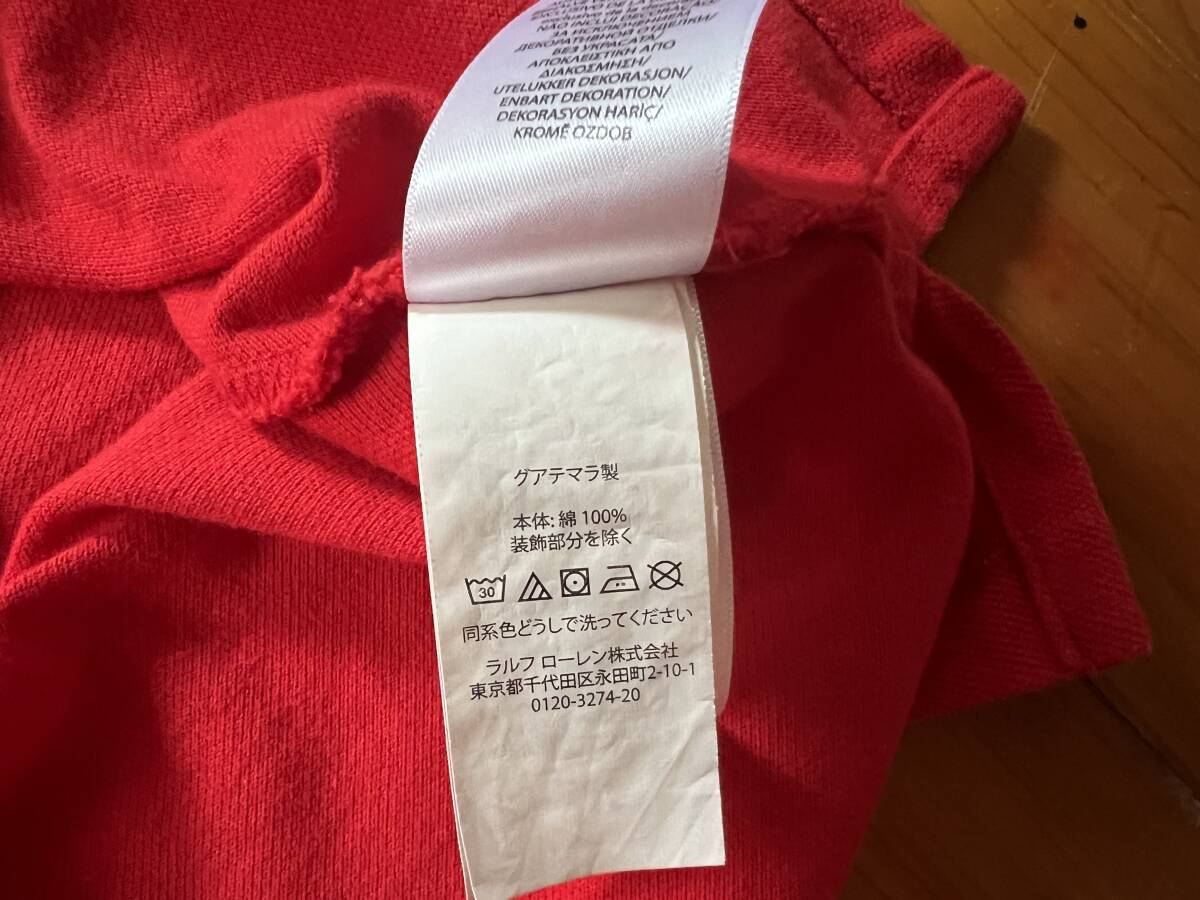 EXCLUSIVO DE LA
NÃO INCLUI DECORAÇÃO/
ЗА ИСКЛЮЧЕНИЕМ
ДЕКОРАТИВНОЙ ОТДЕЛКИ/
БЕЗ УКРАСАТА/
ΑΠΟΚΛΕΙΣΤΙΚΗ ΑΠΟ
ΔΙΑΚΟΣΜΗΣΗ/
UTELUKKER DEKORASJON/
ENBART DEKORATION/
DEKORASYON HARİÇ/
KROMĚ OZDOB
グアテマラ製
本体: 綿 100%
装飾部分を除く
30
同系色どうしで洗ってください
ラルフ ローレン株式会社
東京都千代田区永田町2-10-1
0120-3274-20